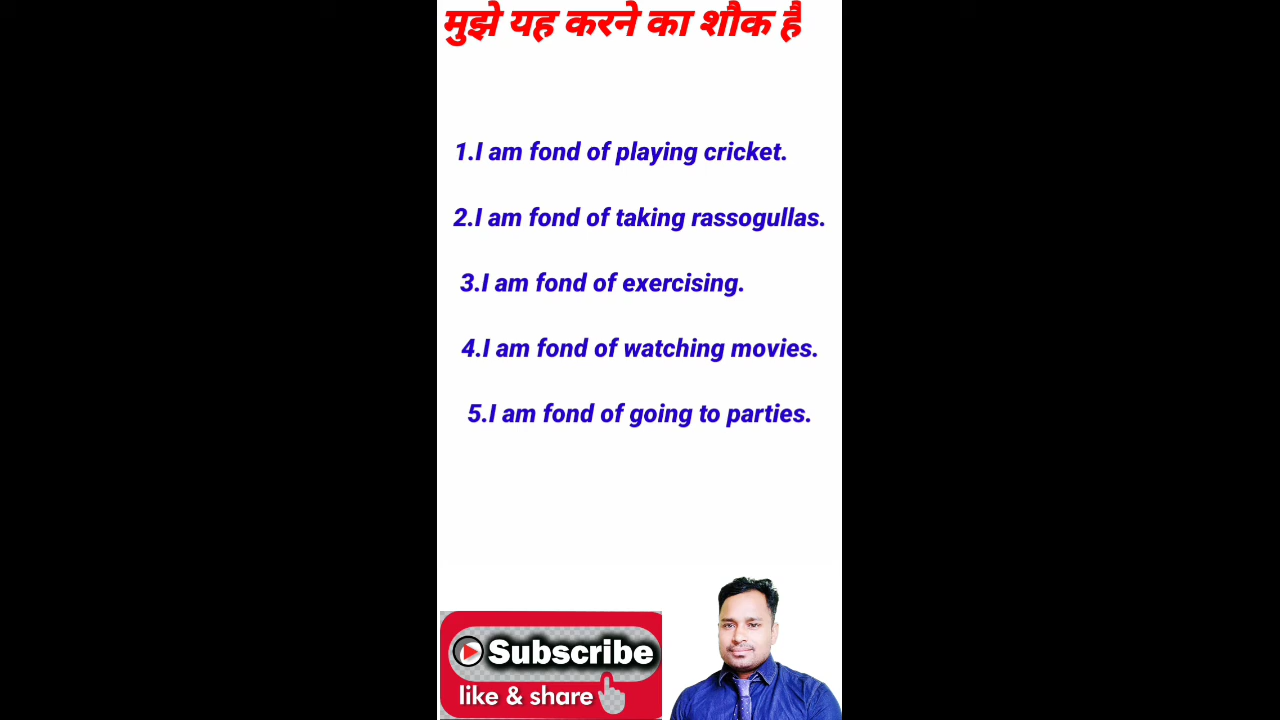 मुझे यह करने का शौक है
1.I am fond of playing cricket.
2.I am fond of taking rassogullas.
3.I am fond of exercising.
4.I am fond of watching movies.
5.I am fond of going to parties.
Subscribe
like & share